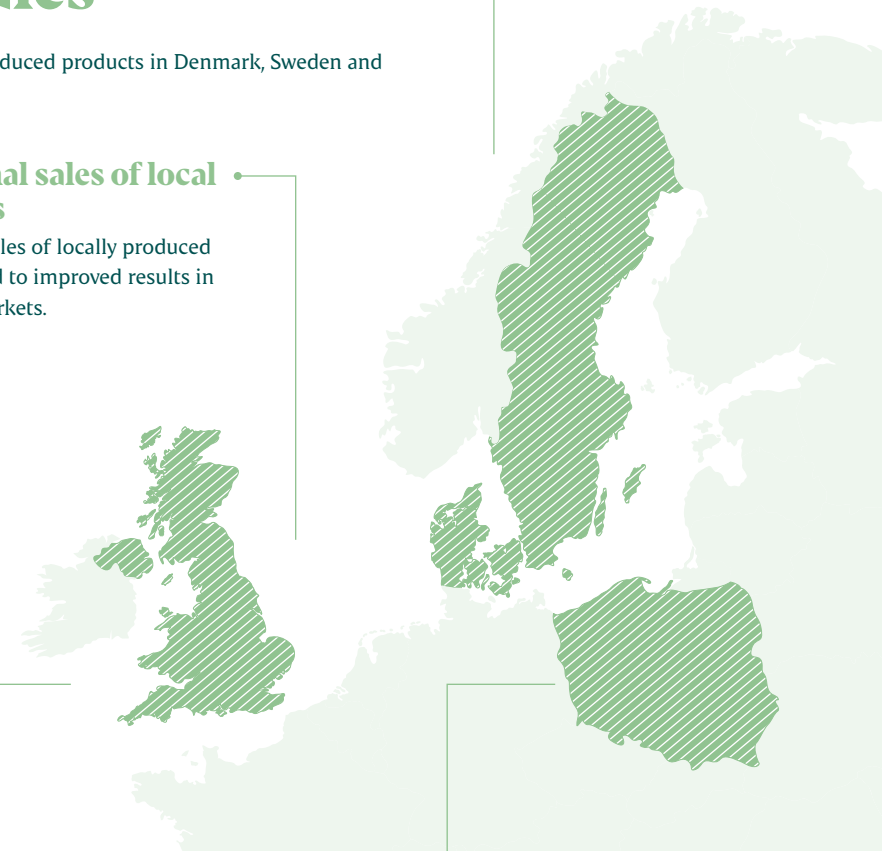 duced products in Denmark, Sweden and
al sales of local
s
les of locally produced
to improved results in
rkets.